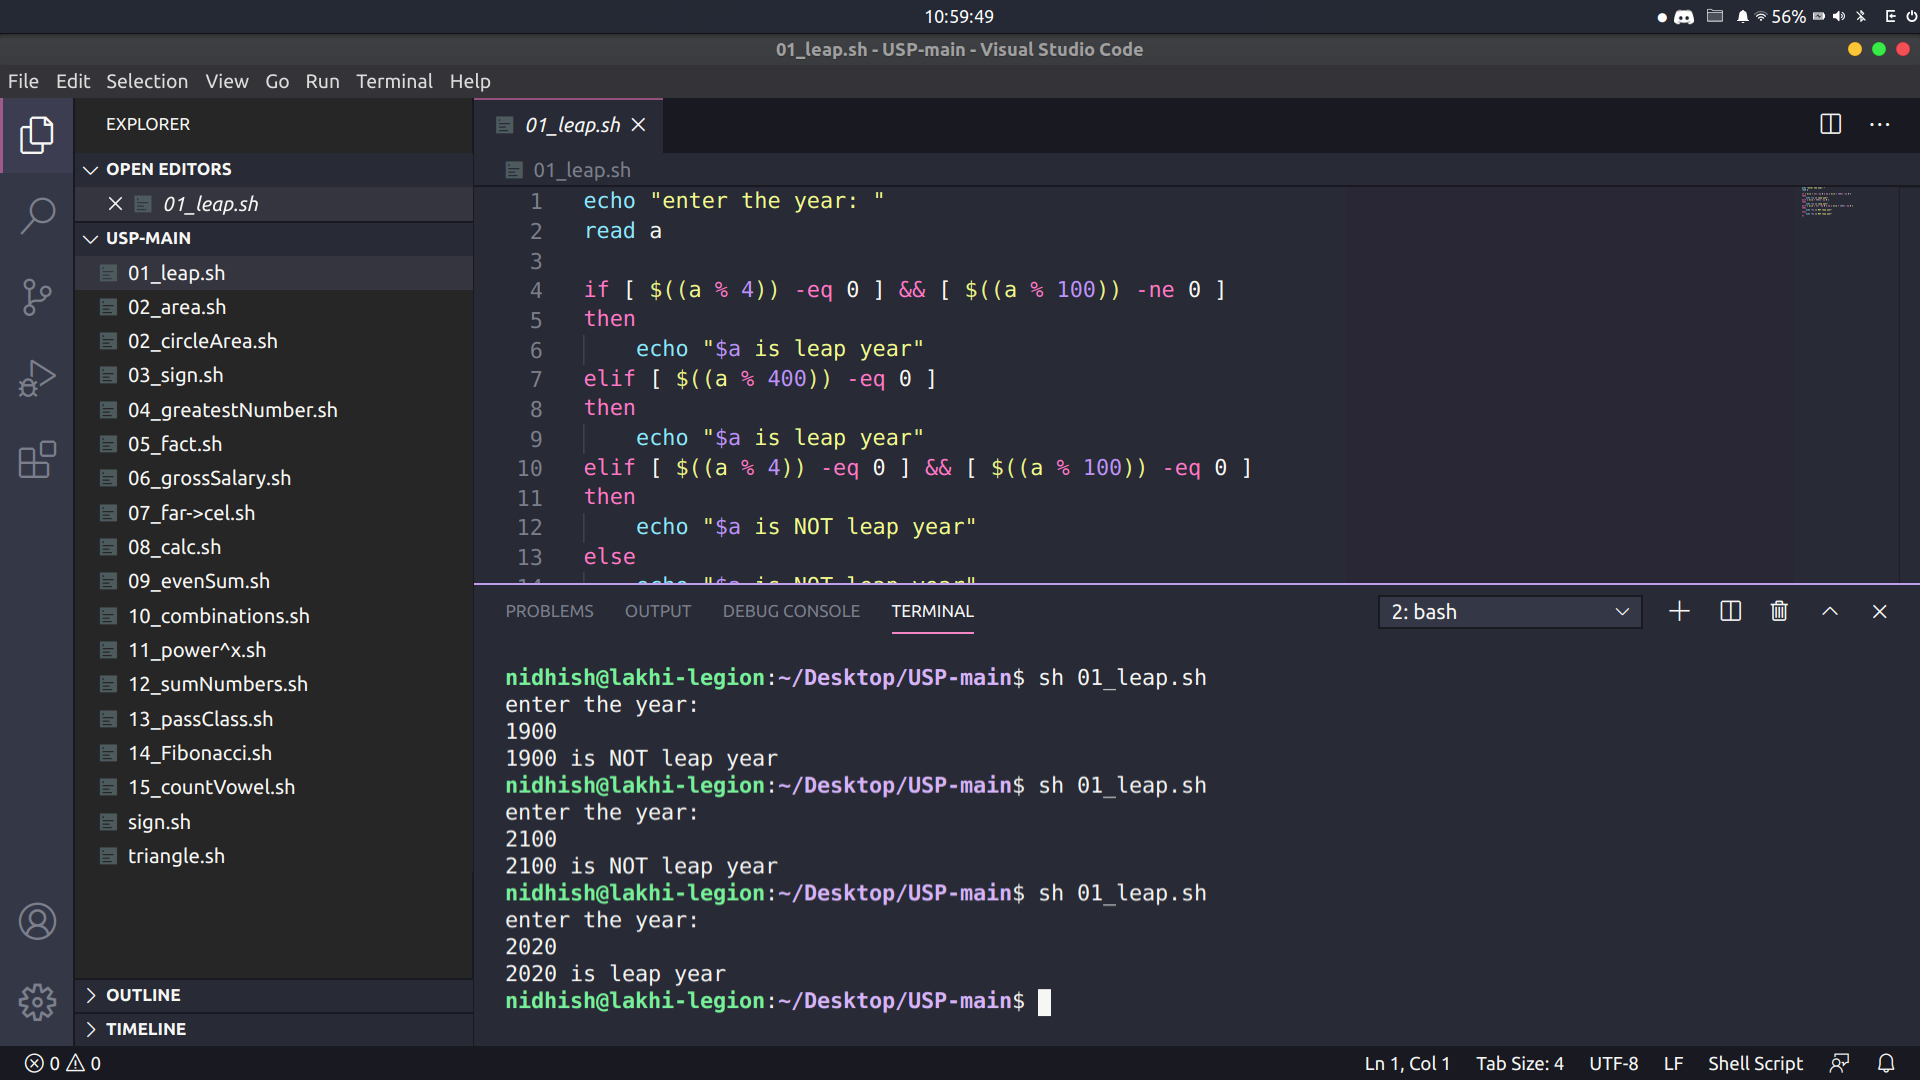 10:59:49
56%
01_leap.sh - USP-main - Visual Studio Code
File Edit Selection View Go Run Terminal Help
EXPLORER
OPEN EDITORS
01_leap.sh
USP-MAIN
01_leap.sh
02_area.sh
02_circleArea.sh
03_sign.sh
04_greatestNumber.sh
05_fact.sh
06_grossSalary.sh
07_far->cel.sh
08_calc.sh
09_evenSum.sh
10_combinations.sh
11_power^x.sh
12_sumNumbers.sh
13_passClass.sh
14_Fibonacci.sh
15_countVowel.sh
sign.sh
triangle.sh
OUTLINE
TIMELINE
01_leap.sh
01_leap.sh
1 echo "enter the year: "
2 read a
3
4 if [ $((a % 4)) -eq 0 ] && [ $((a % 100)) -ne 0 ]
5 then
6 echo "$a is leap year"
7 elif [ $((a % 400)) -eq 0 ]
8 then
9 echo "$a is leap year"
10 elif [ $((a % 4)) -eq 0 ] && [ $((a % 100)) -eq 0 ]
11 then
12 echo "$a is NOT leap year"
13 else
14 echo "$a is NOT leap year"
PROBLEMS OUTPUT DEBUG CONSOLE TERMINAL 2: bash
nidhish@lakhi-legion:~/Desktop/USP-main$ sh 01_leap.sh
enter the year:
1900
1900 is NOT leap year
nidhish@lakhi-legion:~/Desktop/USP-main$ sh 01_leap.sh
enter the year:
2100
2100 is NOT leap year
nidhish@lakhi-legion:~/Desktop/USP-main$ sh 01_leap.sh
enter the year:
2020
2020 is leap year
nidhish@lakhi-legion:~/Desktop/USP-main$
0 0 Ln 1, Col 1 Tab Size: 4 UTF-8 LF Shell Script